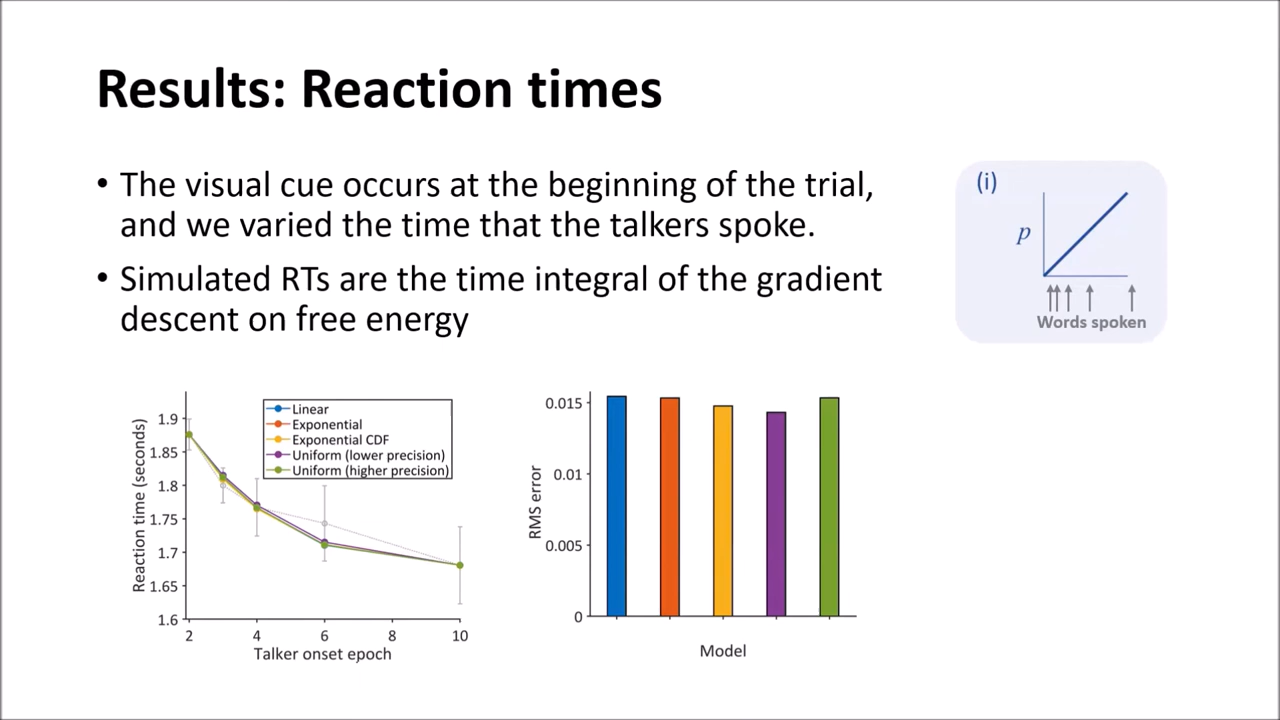 Results: Reaction times
• The visual cue occurs at the beginning of the trial,
and we varied the time that the talkers spoke.
• Simulated RTs are the time integral of the gradient
descent on free energy
(i)
p
Words spoken
Reaction time (seconds)
1.9
1.85
1.8
1.75
1.7
1.65
1.6
2 4 6 8 10
Talker onset epoch
Linear
Exponential
Exponential CDF
Uniform (lower precision)
Uniform (higher precision)
RMS error
0.015
0.01
0.005
0
Model